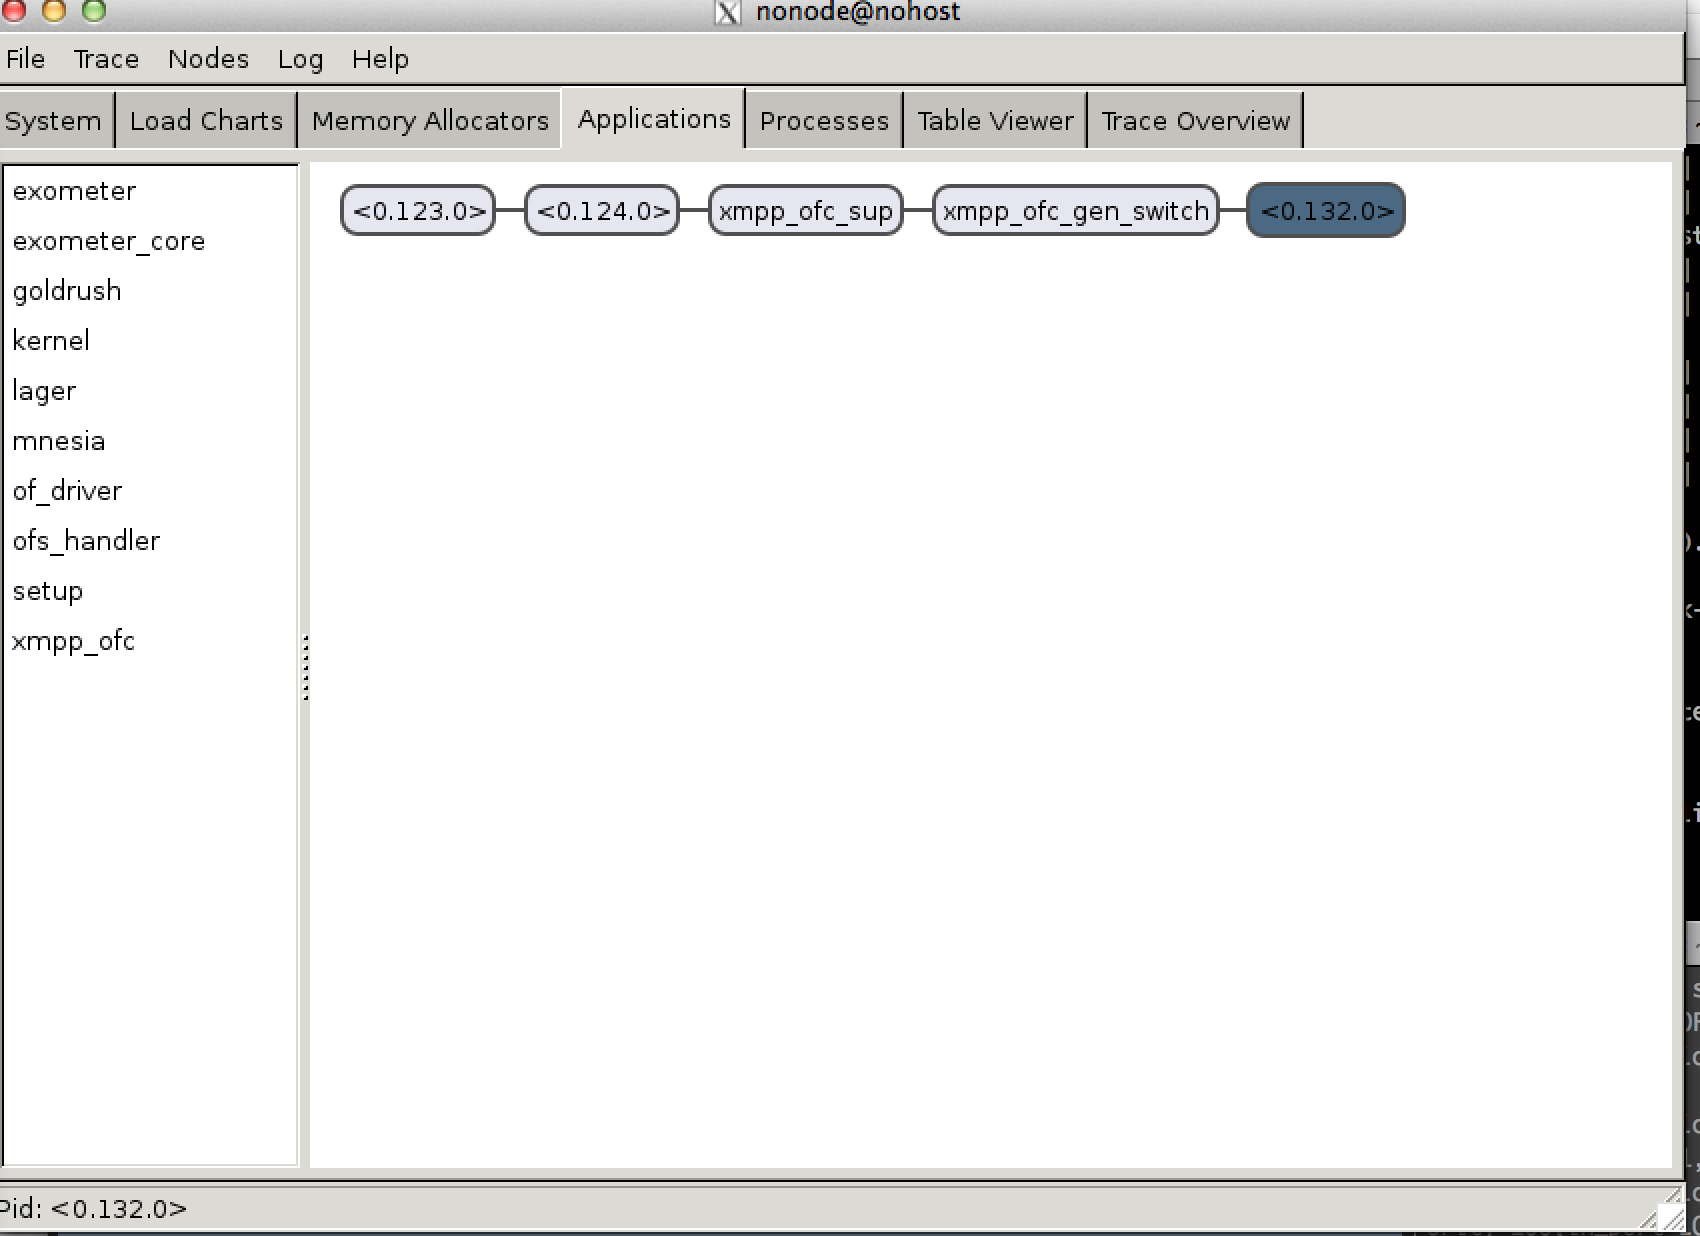 nonode@nohost
File Trace Nodes Log Help
System Load Charts Memory Allocators Applications Processes Table Viewer Trace Overview
exometer
exometer_core
goldrush
kernel
lager
mnesia
of_driver
ofs_handler
setup
xmpp_ofc
<0.123.0> <0.124.0> xmpp_ofc_sup xmpp_ofc_gen_switch <0.132.0>
Pid: <0.132.0>